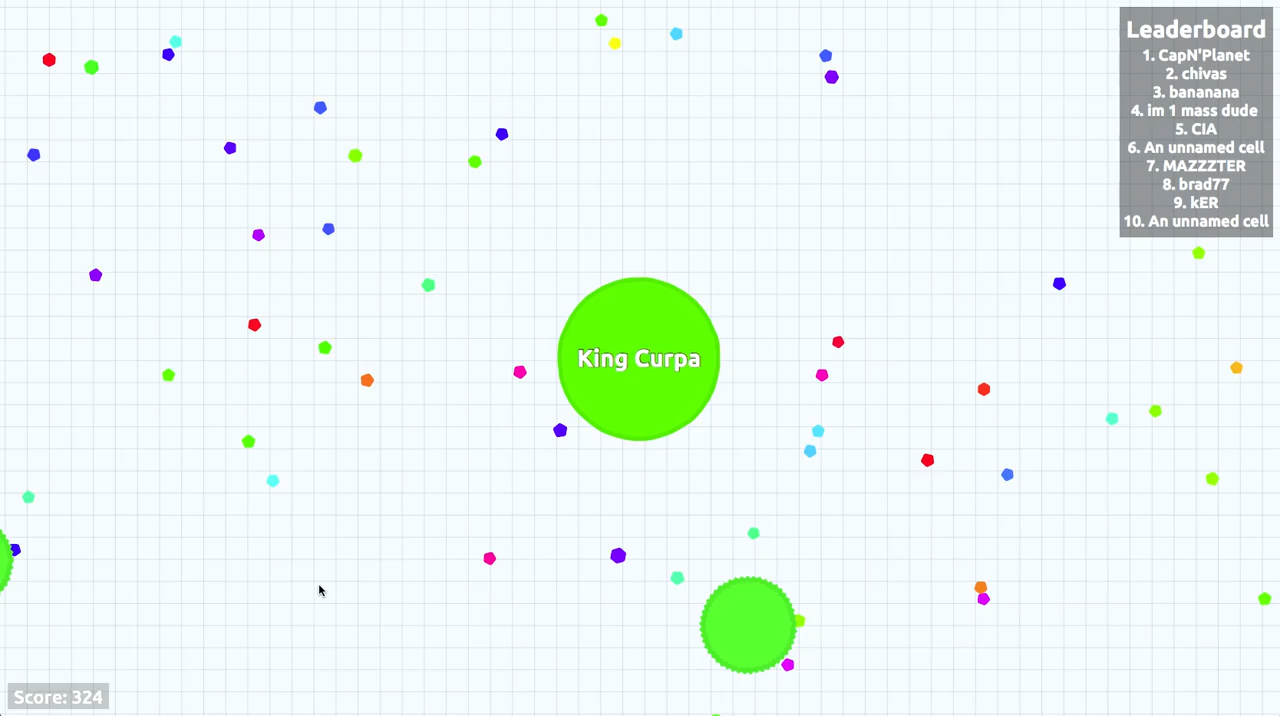 Leaderboard
1. CapN'Planet
2. chivas
3. bananana
4. im 1 mass dude
5. CIA
6. An unnamed cell
7. MAZZZTER
8. brad77
9. kER
10. An unnamed cell
King Curpa
Score: 324